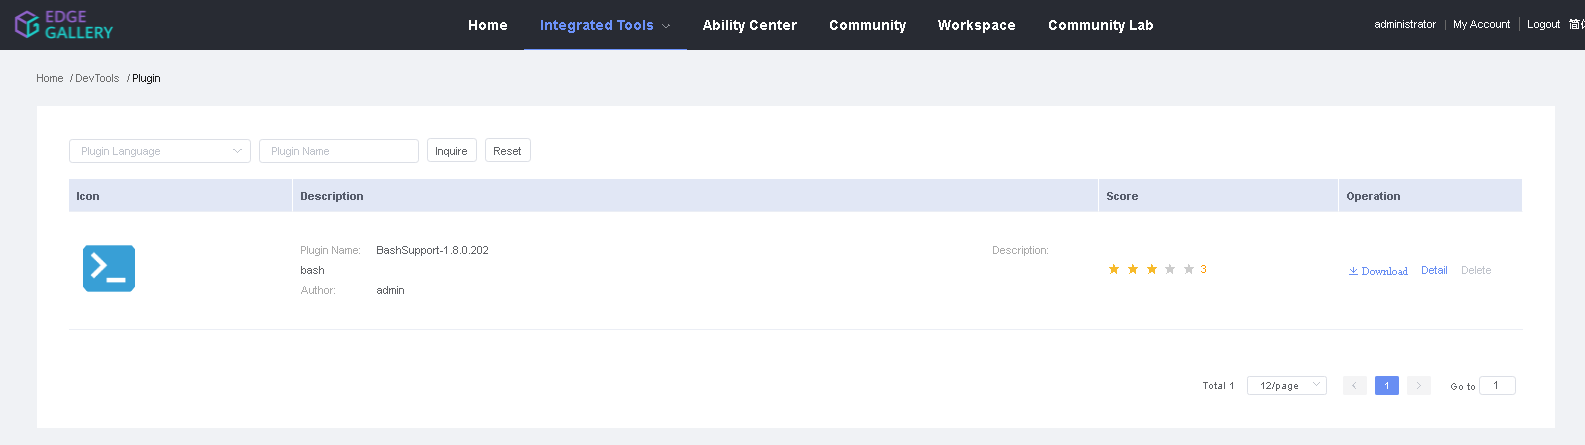 EDGE GALLERY Home Integrated Tools Ability Center Community Workspace Community Lab administrator | My Account | Logout 简体
Home / DevTools / Plugin
Plugin Language Plugin Name Inquire Reset
Icon Description Score Operation
Plugin Name: BashSupport-1.8.0.202 Description:
bash 3 Download Detail Delete
Author: admin
Total 1 12/page 1 Go to 1